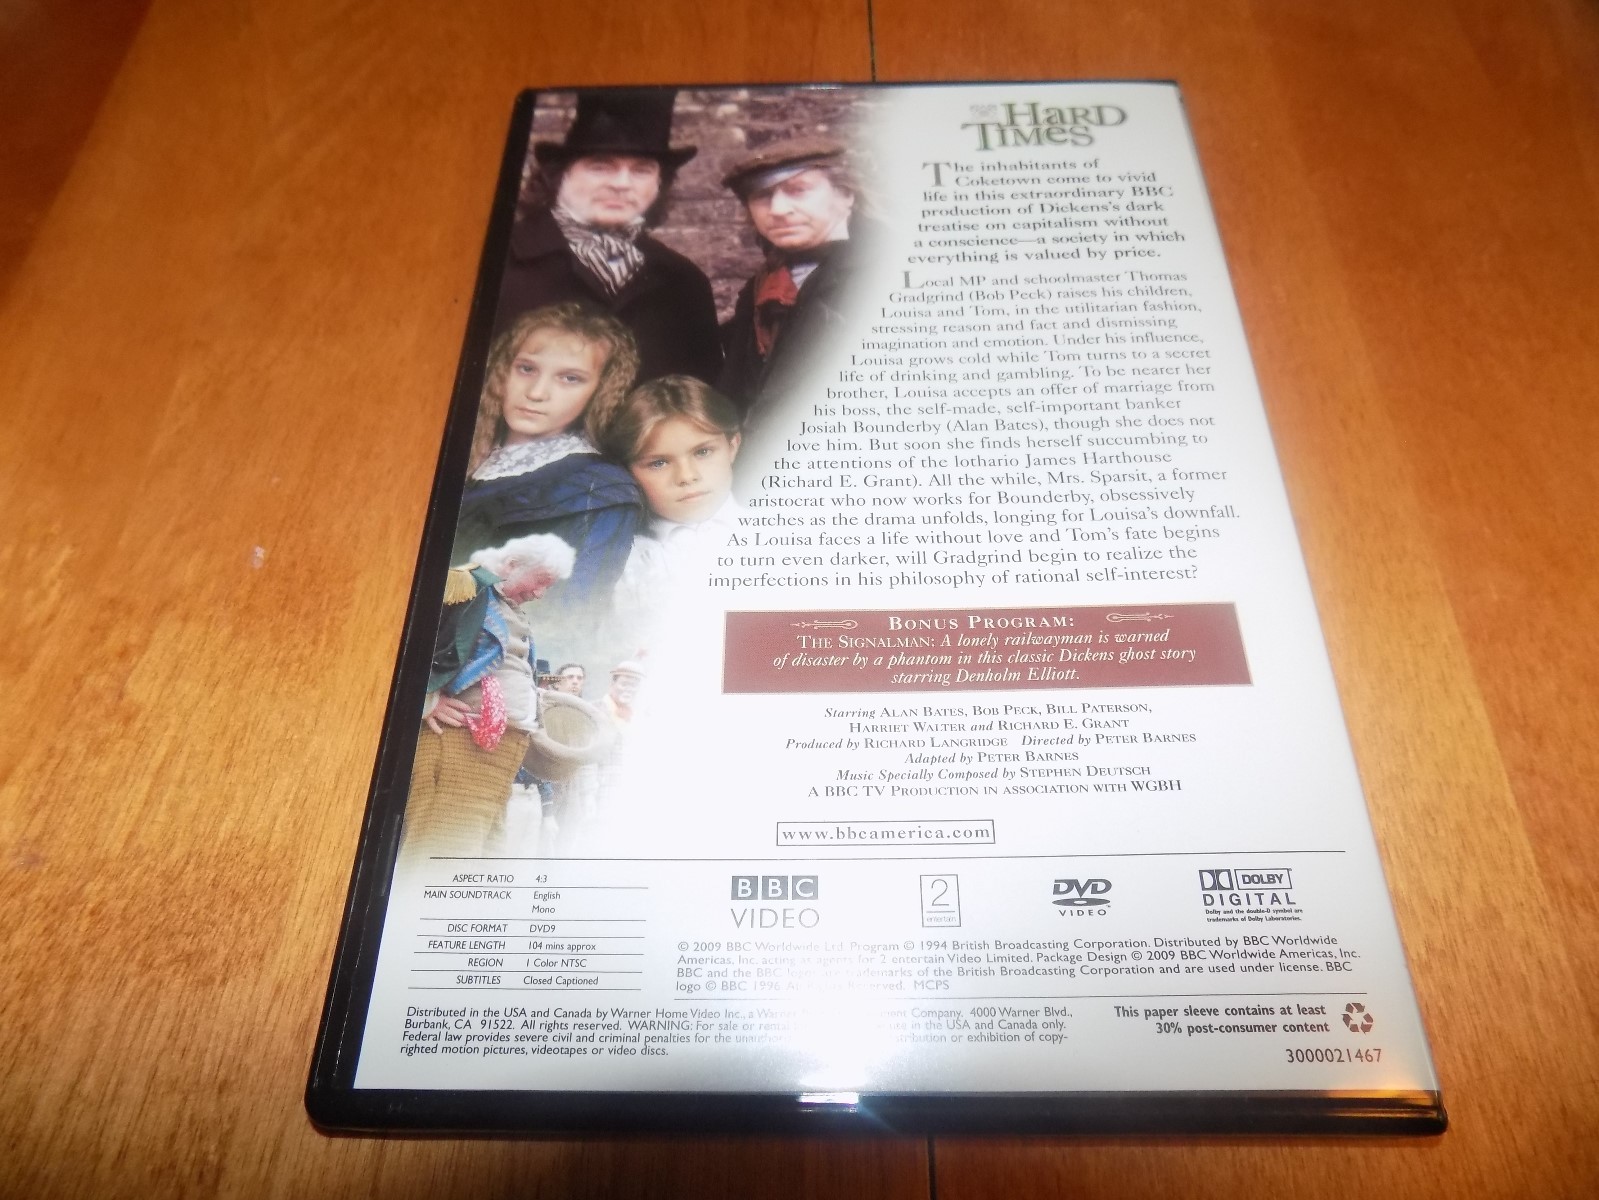 HARD
TIMES
The inhabitants of
Coketown come to vivid
life in this extraordinary BBC
production of Dickens's dark
treatise on capitalism without
a conscience—a society in which
everything is valued by price.
Local MP and schoolmaster Thomas
Gradgrind (Bob Peck) raises his children,
Louisa and Tom, in the utilitarian fashion,
stressing reason and fact and dismissing
imagination and emotion. Under his influence,
Louisa grows cold while Tom turns to a secret
life of drinking and gambling. To be nearer her
brother, Louisa accepts an offer of marriage from
his boss, the self-made, self-important banker
Josiah Bounderby (Alan Bates), though she does not
love him. But soon she finds herself succumbing to
the attentions of the lothario James Harthouse
(Richard E. Grant). All the while, Mrs. Sparsit, a former
aristocrat who now works for Bounderby, obsessively
watches as the drama unfolds, longing for Louisa's downfall.
As Louisa faces a life without love and Tom's fate begins
to turn even darker, will Gradgrind begin to realize the
imperfections in his philosophy of rational self-interest?
BONUS PROGRAM:
THE SIGNALMAN: A lonely railwayman is warned
of disaster by a phantom in this classic Dickens ghost story
starring Denholm Elliott.
Starring ALAN BATES, BOB PECK, BILL PATERSON,
HARRIET WALTER and RICHARD E. GRANT
Produced by RICHARD LANGRIDGE Directed by PETER BARNES
Adapted by PETER BARNES
Music Specially Composed by STEPHEN DEUTSCH
A BBC TV PRODUCTION IN ASSOCIATION WITH WGBH
www.bbcamerica.com
ASPECT RATIO 4:3
MAIN SOUNDTRACK English
Mono
DISC FORMAT DVD9
FEATURE LENGTH 104 mins approx
REGION 1 Color NTSC
SUBTITLES Closed Captioned
BBC
VIDEO
2
entertain
DVD
VIDEO
DOLBY
DIGITAL
Dolby and the double-D symbol are
trademarks of Dolby Laboratories.
© 2009 BBC Worldwide Ltd. Program © 1994 British Broadcasting Corporation. Distributed by BBC Worldwide
Americas, Inc. acting as agents for 2 entertain Video Limited. Package Design © 2009 BBC Worldwide Americas, Inc.
BBC and the BBC logo are trademarks of the British Broadcasting Corporation and are used under license. BBC
logo © BBC 1996 All rights reserved. MCPS
Distributed in the USA and Canada by Warner Home Video Inc., a Company. 4000 Warner Blvd.,
Burbank, CA 91522. All rights reserved. WARNING: For sale or rental use in the USA and Canada only.
Federal law provides severe civil and criminal penalties for the distribution or exhibition of copy-
righted motion pictures, videotapes or video discs.
This paper sleeve contains at least
30% post-consumer content
3000021467